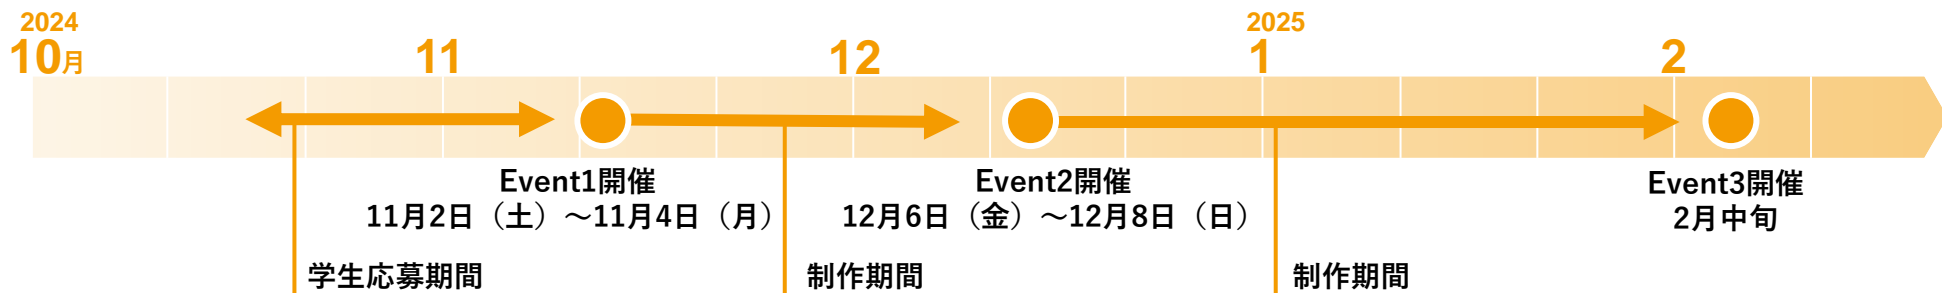 2024
10月
11
12
2025
1
2
Event1開催
11月2日（土）～11月4日（月）
Event2開催
12月6日（金）～12月8日（日）
Event3開催
2月中旬
学生応募期間
制作期間
制作期間